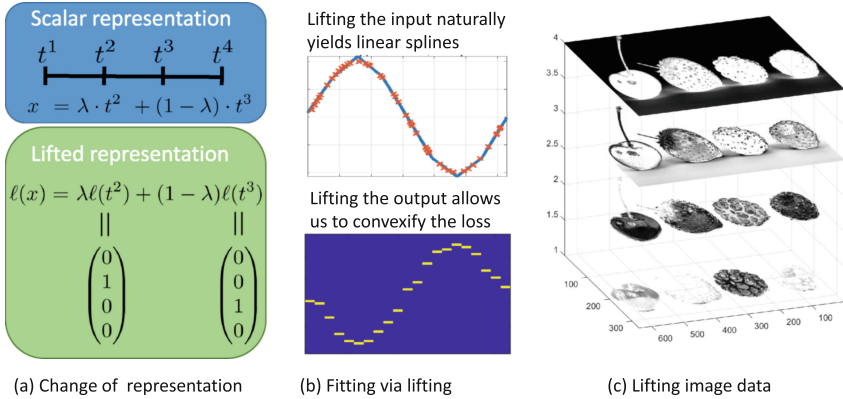 Scalar representation
t¹ t² t³ t⁴
x = λ · t² + (1 − λ) · t³
Lifted representation
ℓ(x) = λℓ(t²) + (1 − λ)ℓ(t³)
|| ||
0 0
1 0
0 1
0 0
(a) Change of representation
Lifting the input naturally
yields linear splines
Lifting the output allows
us to convexify the loss
(b) Fitting via lifting
4
3.5
3
2.5
2
1.5
1
100
200
300
600 500 400 300 200 100
(c) Lifting image data